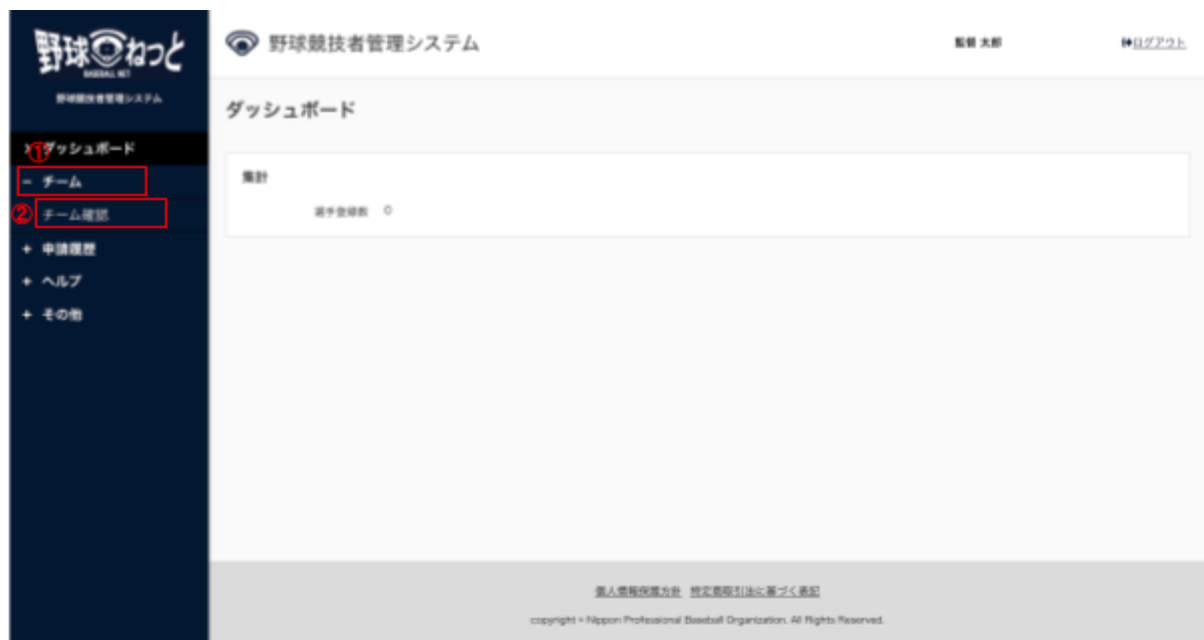 野球ねっと
BASEBALL NET
野球競技者管理システム
野球競技者管理システム
監督 太郎
ログアウト
ダッシュボード
① ダッシュボード
− チーム
② チーム確認
+ 申請履歴
+ ヘルプ
+ その他
集計
選手登録数 0
個人情報保護方針 特定商取引法に基づく表記
copyright © Nippon Professional Baseball Organization. All Rights Reserved.